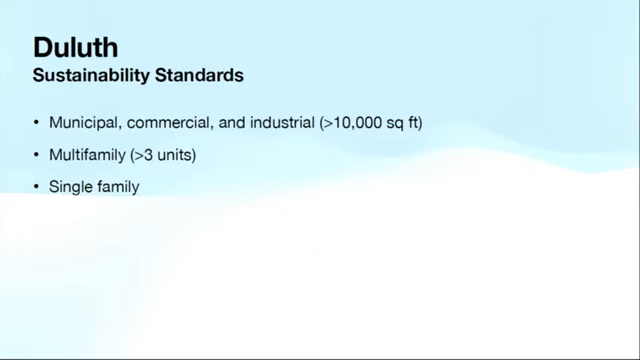 Duluth
Sustainability Standards
• Municipal, commercial, and industrial (>10,000 sq ft)
• Multifamily (>3 units)
• Single family